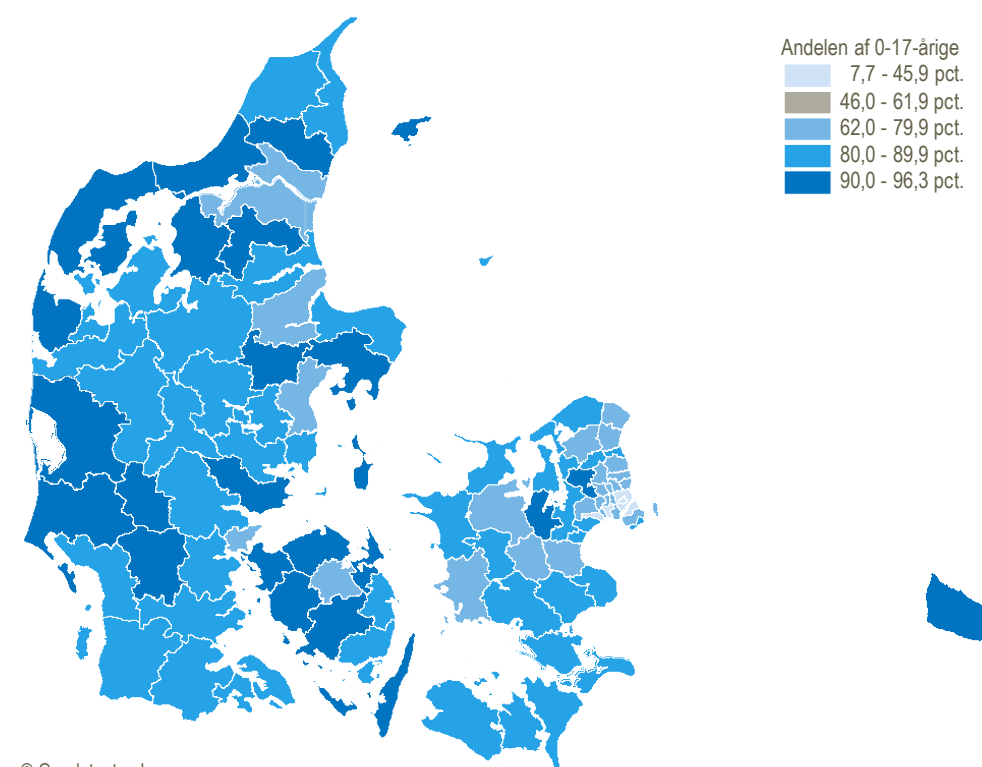 Andelen af 0-17-årige
7,7 - 45,9 pct.
46,0 - 61,9 pct.
62,0 - 79,9 pct.
80,0 - 89,9 pct.
90,0 - 96,3 pct.
©